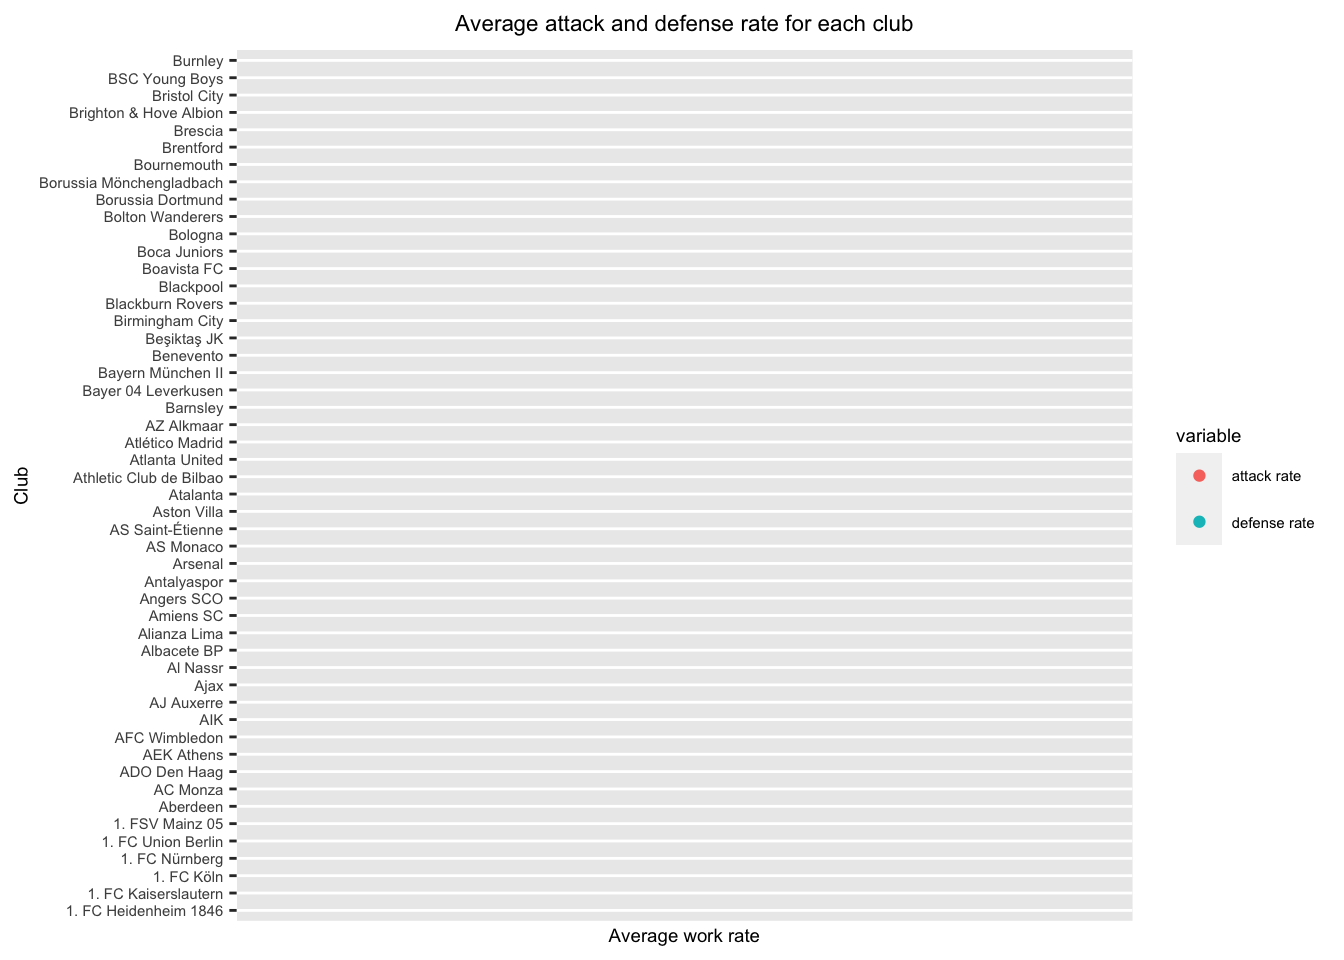 Average attack and defense rate for each club
Burnley
BSC Young Boys
Bristol City
Brighton & Hove Albion
Brescia
Brentford
Bournemouth
Borussia Mönchengladbach
Borussia Dortmund
Bolton Wanderers
Bologna
Boca Juniors
Boavista FC
Blackpool
Blackburn Rovers
Birmingham City
Beşiktaş JK
Benevento
Bayern München II
Bayer 04 Leverkusen
Barnsley
AZ Alkmaar
Atlético Madrid
Atlanta United
Athletic Club de Bilbao
Atalanta
Aston Villa
AS Saint-Étienne
AS Monaco
Arsenal
Antalyaspor
Angers SCO
Amiens SC
Alianza Lima
Albacete BP
Al Nassr
Ajax
AJ Auxerre
AIK
AFC Wimbledon
AEK Athens
ADO Den Haag
AC Monza
Aberdeen
1. FSV Mainz 05
1. FC Union Berlin
1. FC Nürnberg
1. FC Köln
1. FC Kaiserslautern
1. FC Heidenheim 1846
Club
Average work rate
variable
attack rate
defense rate